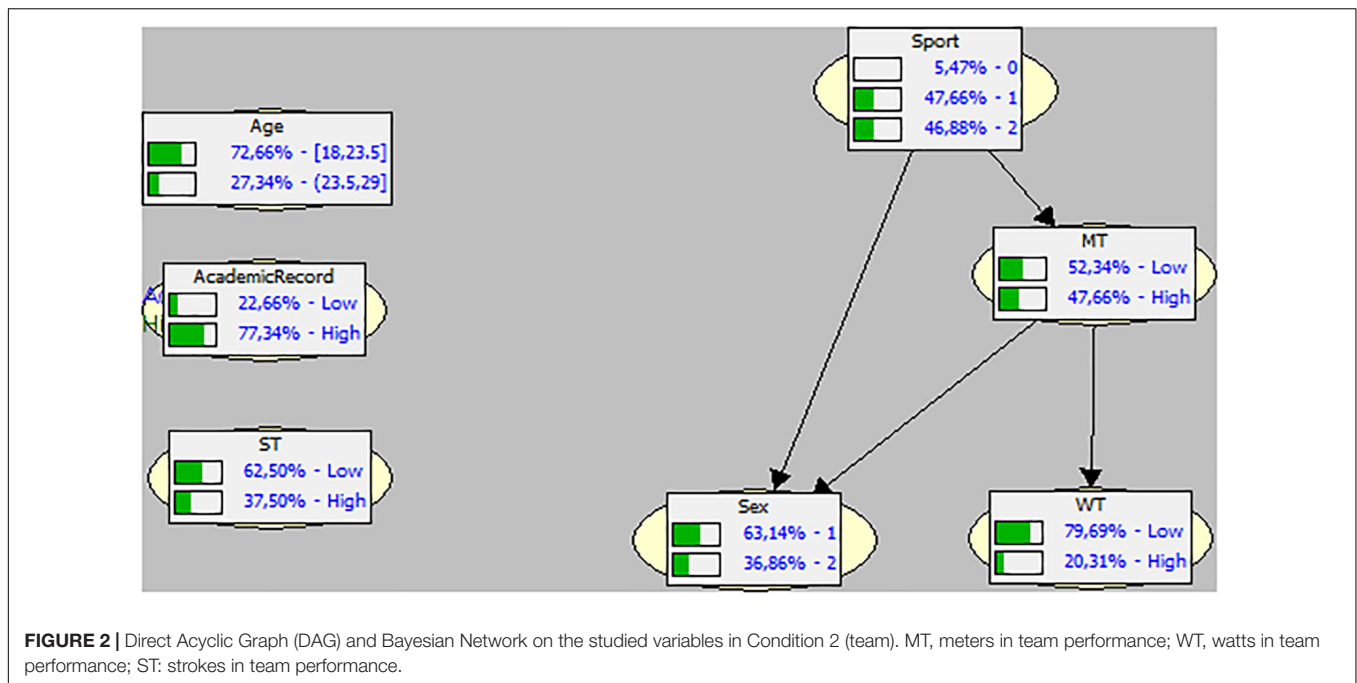 Sport
5,47% - 0
47,66% - 1
46,88% - 2
Age
72,66% - [18,23.5]
27,34% - (23.5,29]
MT
52,34% - Low
47,66% - High
AcademicRecord
22,66% - Low
77,34% - High
ST
62,50% - Low
37,50% - High
Sex
63,14% - 1
36,86% - 2
WT
79,69% - Low
20,31% - High
FIGURE 2 | Direct Acyclic Graph (DAG) and Bayesian Network on the studied variables in Condition 2 (team). MT, meters in team performance; WT, watts in team
performance; ST: strokes in team performance.